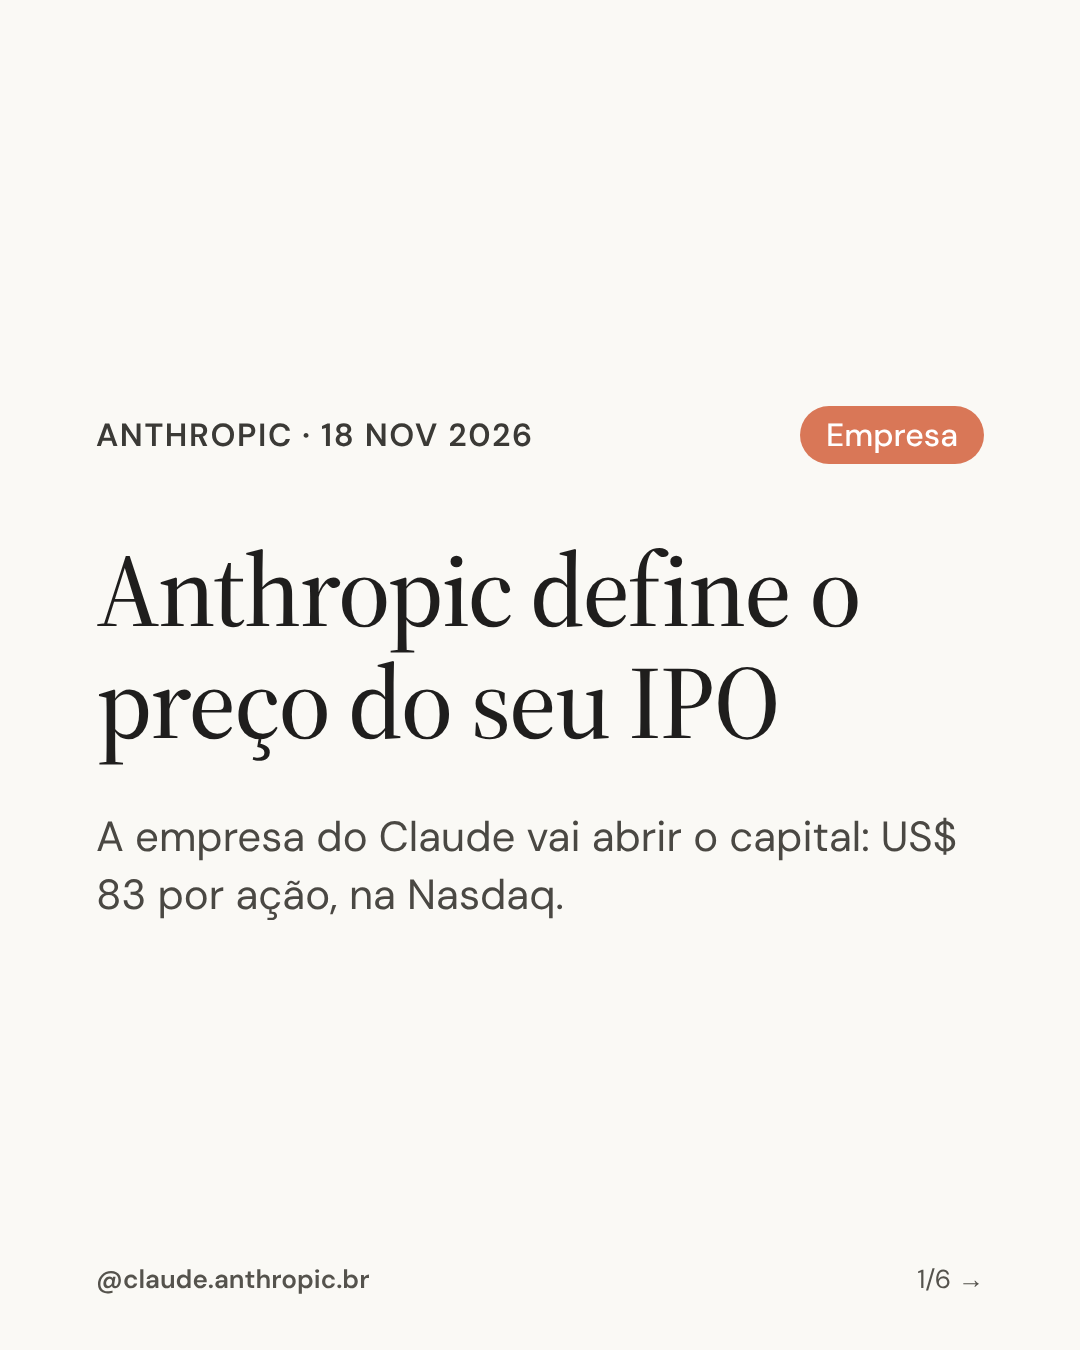 ANTHROPIC · 18 NOV 2026
Empresa
Anthropic define o
preço do seu IPO
A empresa do Claude vai abrir o capital: US$
83 por ação, na Nasdaq.
@claude.anthropic.br
1/6 →